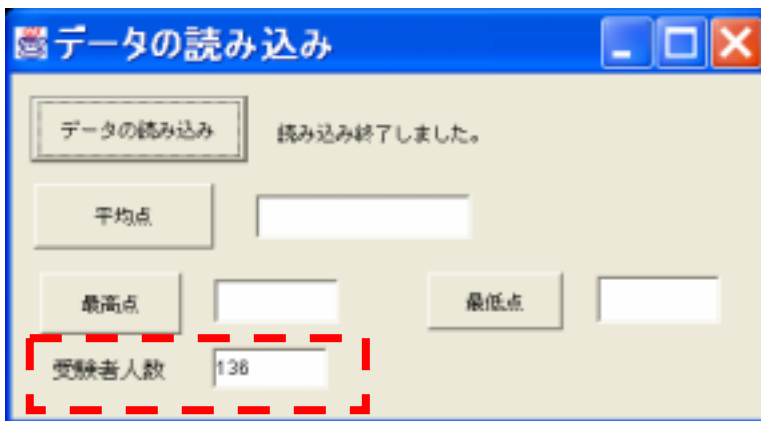 データの読み込み
データの読み込み 読み込み終了しました。
平均点
最高点 最低点
受験者人数 136